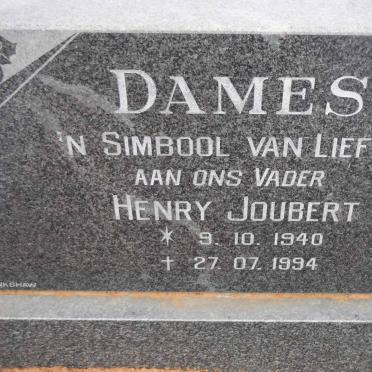 DAMES
'N SIMBOOL VAN LIEF
AAN ONS VADER
HENRY JOUBERT
* 9. 10. 1940
† 27. 07. 1994